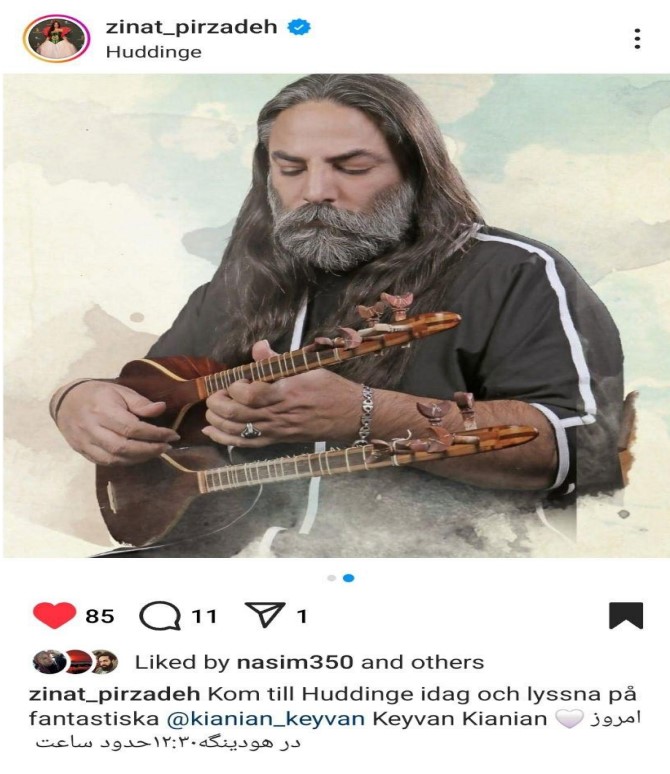 zinat_pirzadeh
Huddinge
85 11 1
Liked by nasim350 and others
zinat_pirzadeh Kom till Huddinge idag och lyssna på
fantastiska @kianian_keyvan Keyvan Kianian 🤍 امروز
در هودینگه۱۲:۳۰حدود ساعت